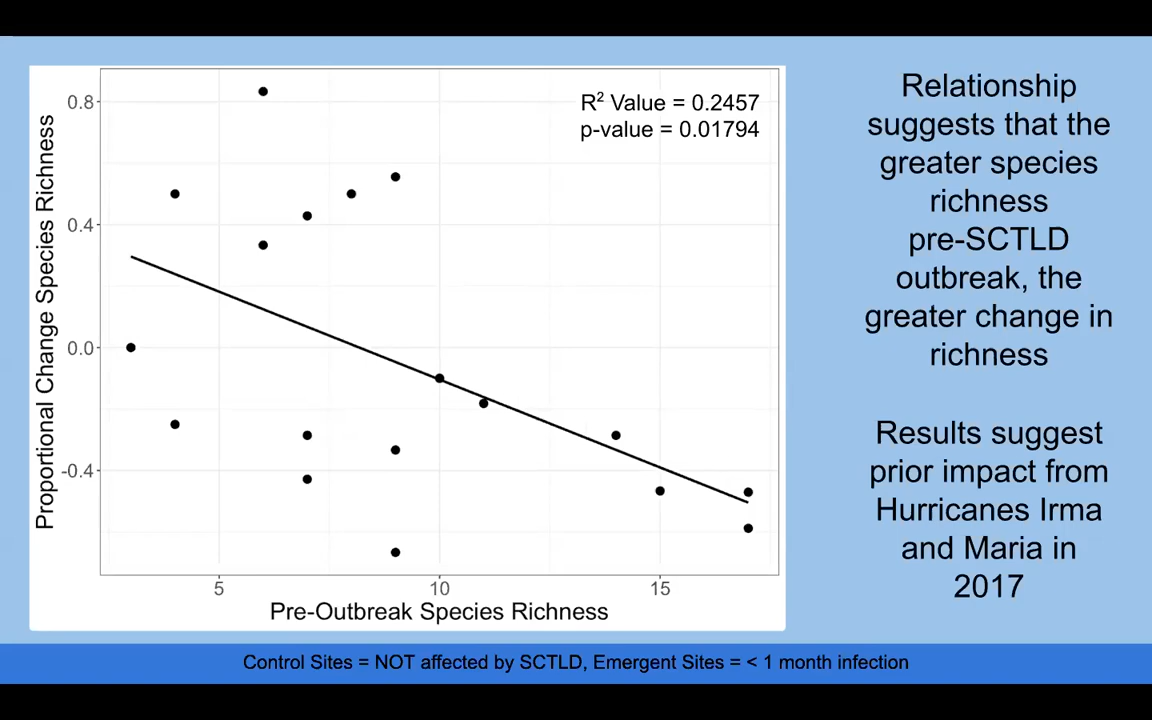 R² Value = 0.2457
p-value = 0.01794
0.8
0.4
0.0
-0.4
Proportional Change Species Richness
5
10
15
Pre-Outbreak Species Richness
Relationship
suggests that the
greater species
richness
pre-SCTLD
outbreak, the
greater change in
richness
Results suggest
prior impact from
Hurricanes Irma
and Maria in
2017
Control Sites = NOT affected by SCTLD, Emergent Sites = < 1 month infection